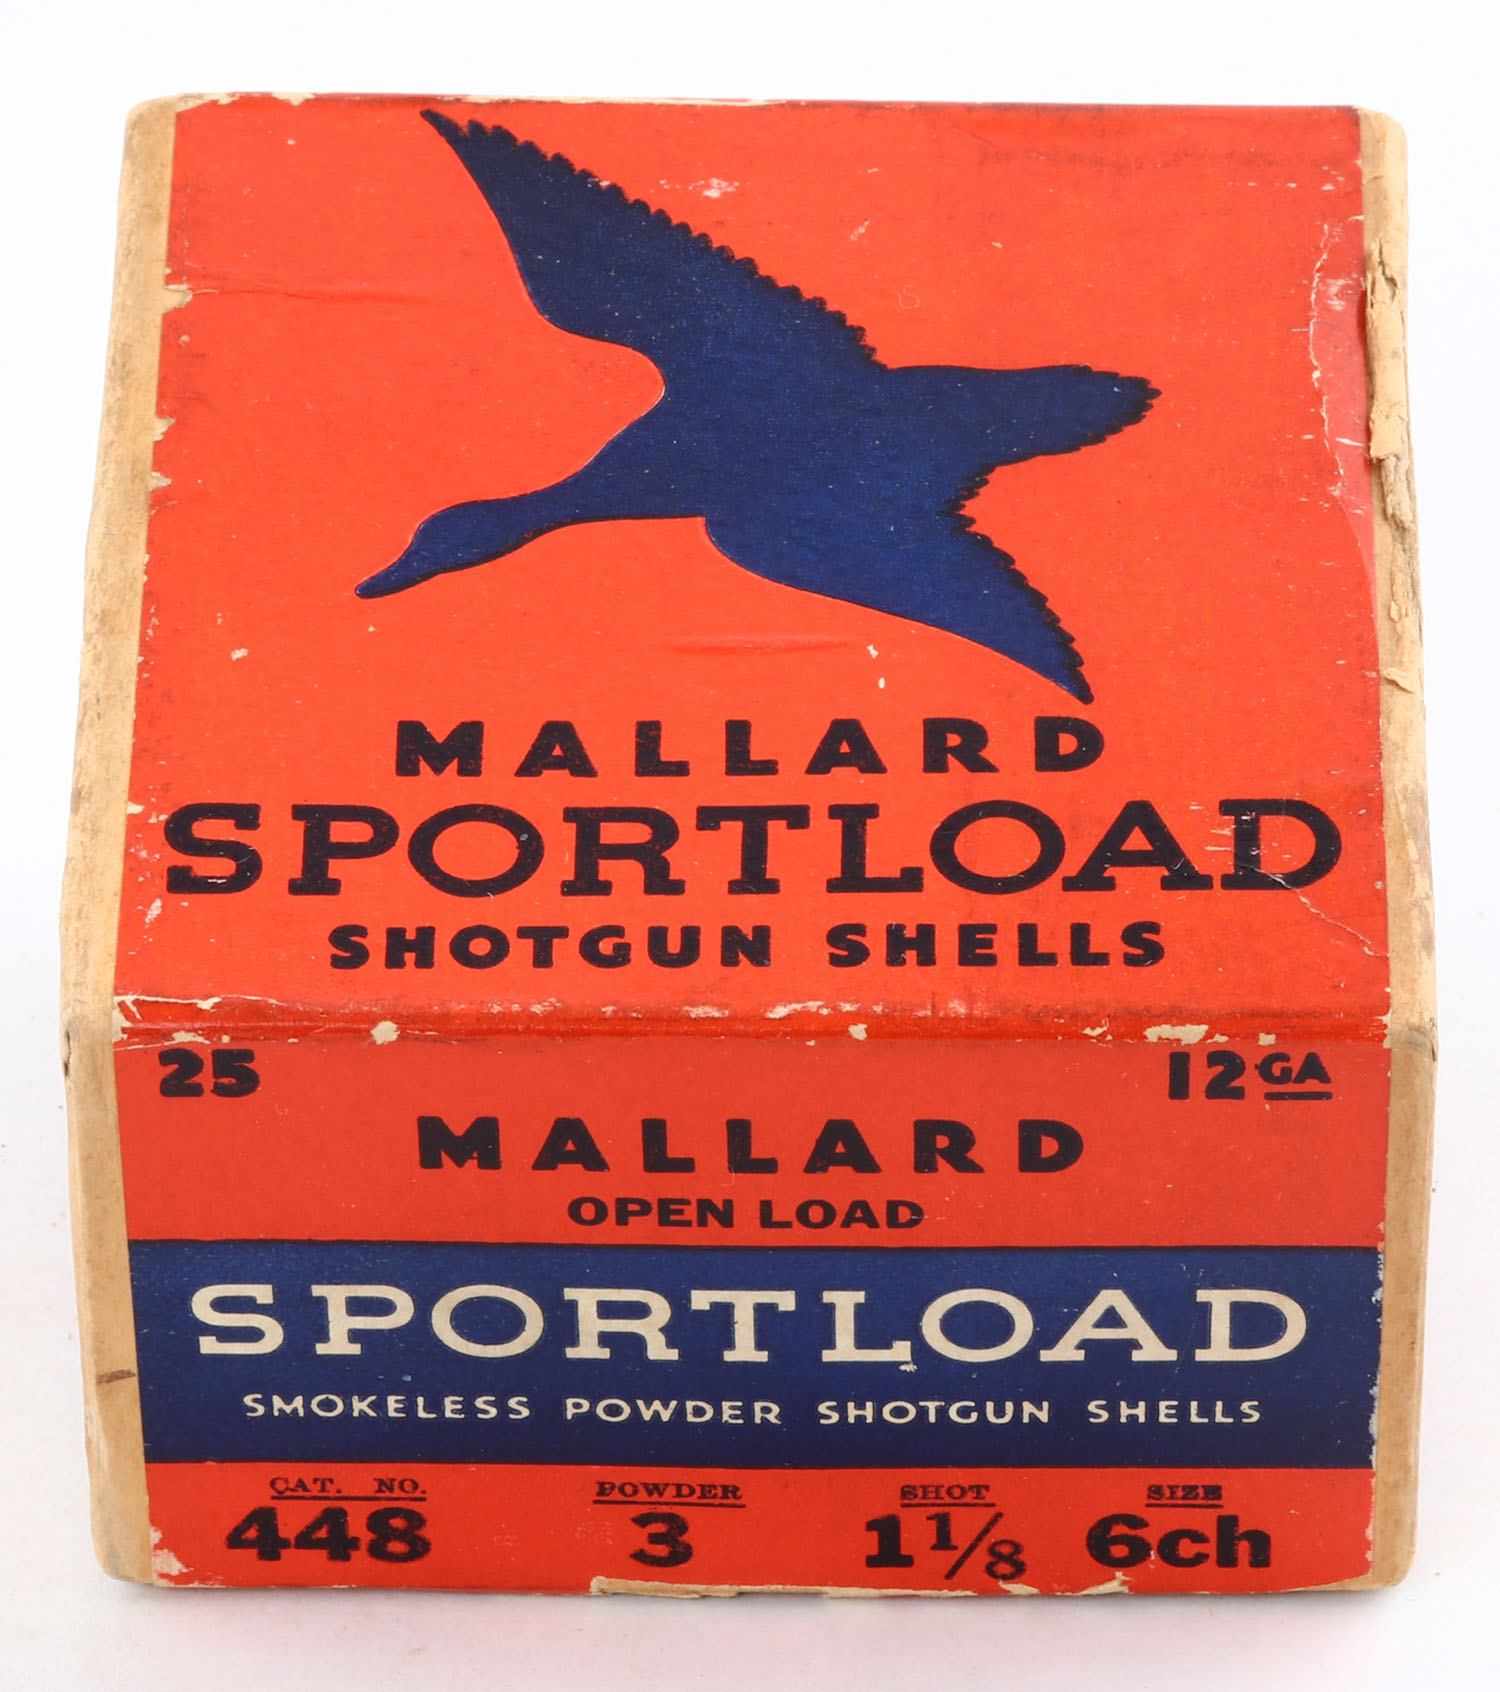 MALLARD
SPORTLOAD
SHOTGUN SHELLS
25 12 GA
MALLARD
OPEN LOAD
SPORTLOAD
SMOKELESS POWDER SHOTGUN SHELLS
CAT. NO. POWDER SHOT SIZE
448 3 1 1/8 6ch